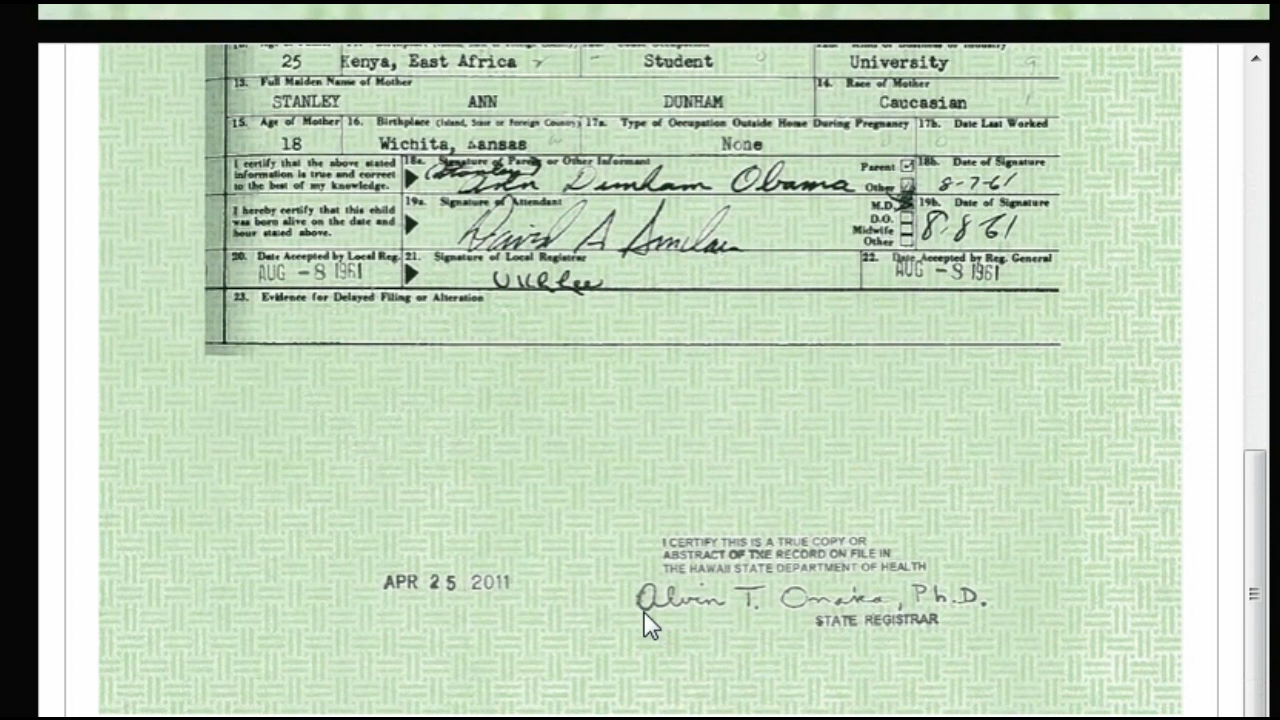 25 Kenya, East Africa Student University
13. Full Maiden Name of Mother 14. Race of Mother
STANLEY ANN DUNHAM Caucasian
15. Age of Mother 16. Birthplace (Island, State or Foreign Country) 17a. Type of Occupation Outside Home During Pregnancy 17b. Date Last Worked
18 Wichita, Kansas None
I certify that the above stated
information is true and correct
to the best of my knowledge.
18a. Signature of Parent or Other Informant
(Stanley) Ann Dunham Obama
Parent
Other
18b. Date of Signature
8-7-61
I hereby certify that this child
was born alive on the date and
hour stated above.
19a. Signature of Attendant
David A Sinclair
M.D.
D.O.
Midwife
Other
19b. Date of Signature
8-8-61
20. Date Accepted by Local Reg. 21. Signature of Local Registrar 22. Date Accepted by Reg. General
AUG -8 1961 AUG -8 1961
23. Evidence for Delayed Filing or Alteration
I CERTIFY THIS IS A TRUE COPY OR
ABSTRACT OF TXE RECORD ON FILE IN
THE HAWAII STATE DEPARTMENT OF HEALTH
APR 25 2011
Alvin T. Onaka, Ph.D.
STATE REGISTRAR